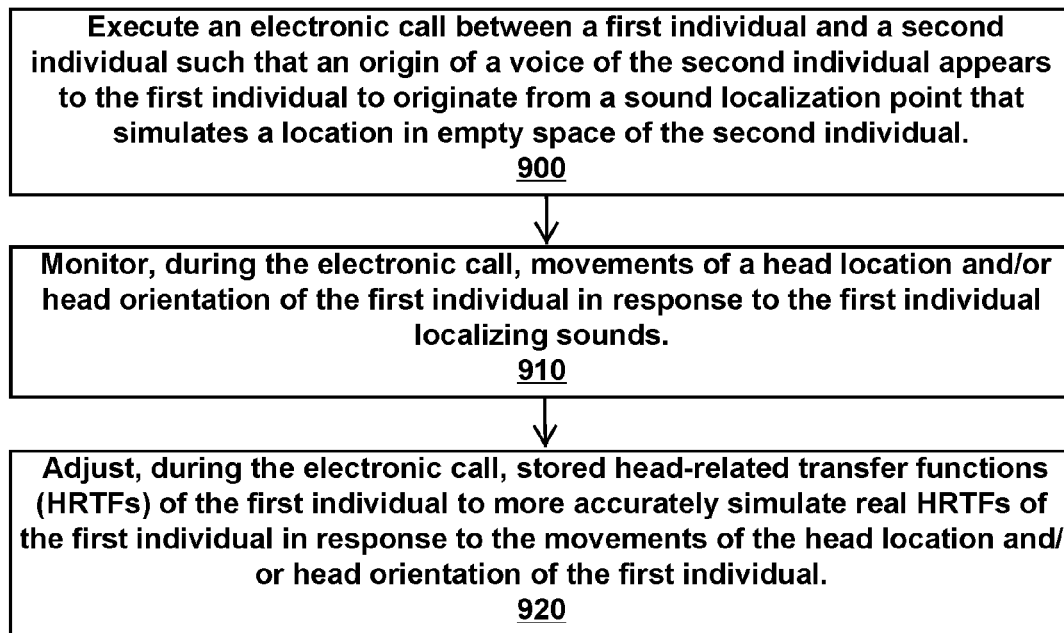 Execute an electronic call between a first individual and a second
individual such that an origin of a voice of the second individual appears
to the first individual to originate from a sound localization point that
simulates a location in empty space of the second individual.
900
Monitor, during the electronic call, movements of a head location and/or
head orientation of the first individual in response to the first individual
localizing sounds.
910
Adjust, during the electronic call, stored head-related transfer functions
(HRTFs) of the first individual to more accurately simulate real HRTFs of
the first individual in response to the movements of the head location and/
or head orientation of the first individual.
920